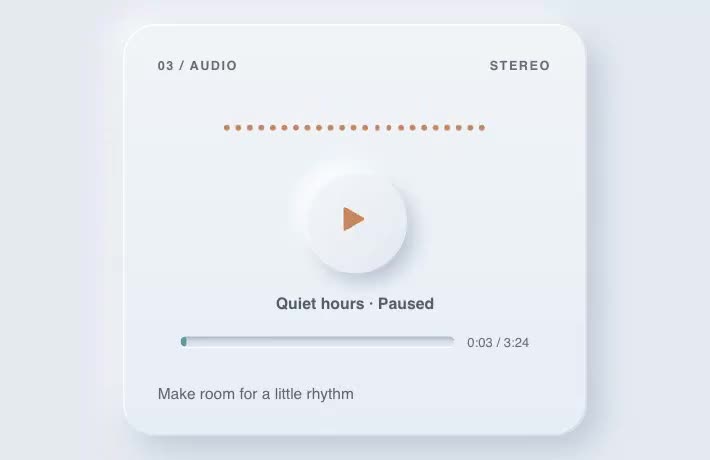 03 / AUDIO
STEREO
Quiet hours · Paused
0:03 / 3:24
Make room for a little rhythm